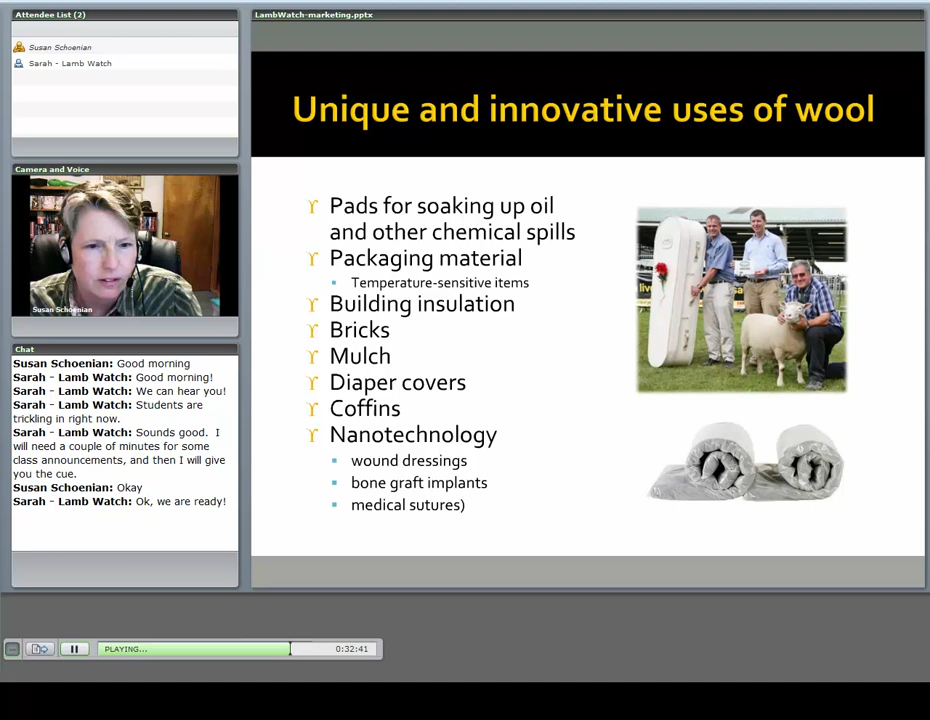 Attendee List (2)
Susan Schoenian
Sarah - Lamb Watch
Camera and Voice
Susan Schoenian
Chat
Susan Schoenian: Good morning
Sarah - Lamb Watch: Good morning!
Sarah - Lamb Watch: We can hear you!
Sarah - Lamb Watch: Students are
trickling in right now.
Sarah - Lamb Watch: Sounds good. I
will need a couple of minutes for some
class announcements, and then I will give
you the cue.
Susan Schoenian: Okay
Sarah - Lamb Watch: Ok, we are ready!
LambWatch-marketing.pptx
Unique and innovative uses of wool
Pads for soaking up oil
and other chemical spills
Packaging material
Temperature-sensitive items
Building insulation
Bricks
Mulch
Diaper covers
Coffins
Nanotechnology
wound dressings
bone graft implants
medical sutures)
PLAYING...
0:32:41